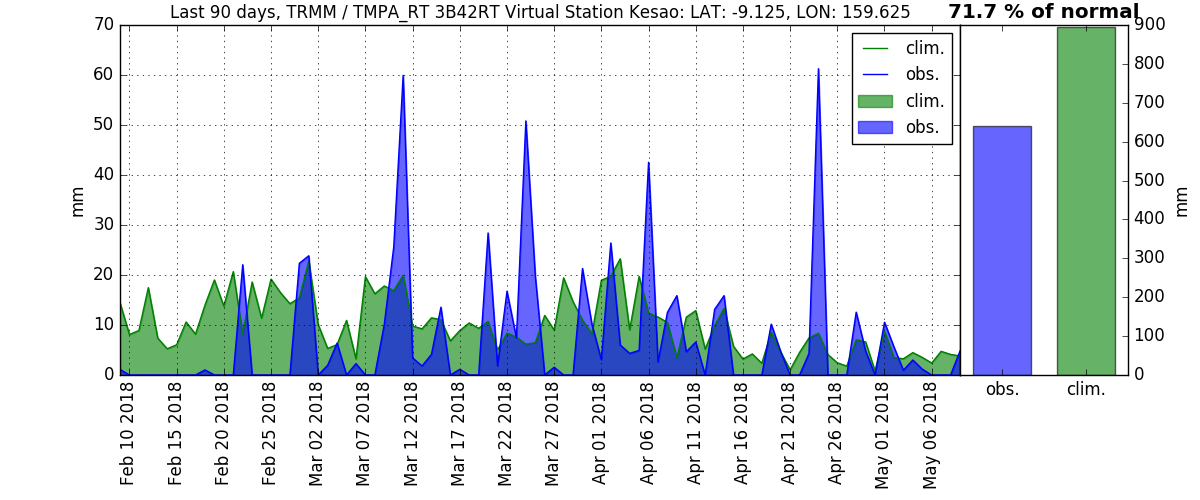 Last 90 days, TRMM / TMPA_RT 3B42RT Virtual Station Kesao: LAT: -9.125, LON: 159.625
71.7 % of normal
70
60
50
40
30
20
10
0
mm
clim.
obs.
clim.
obs.
Feb 10 2018
Feb 15 2018
Feb 20 2018
Feb 25 2018
Mar 02 2018
Mar 07 2018
Mar 12 2018
Mar 17 2018
Mar 22 2018
Mar 27 2018
Apr 01 2018
Apr 06 2018
Apr 11 2018
Apr 16 2018
Apr 21 2018
Apr 26 2018
May 01 2018
May 06 2018
900
800
700
600
500
400
300
200
100
0
mm
obs.
clim.